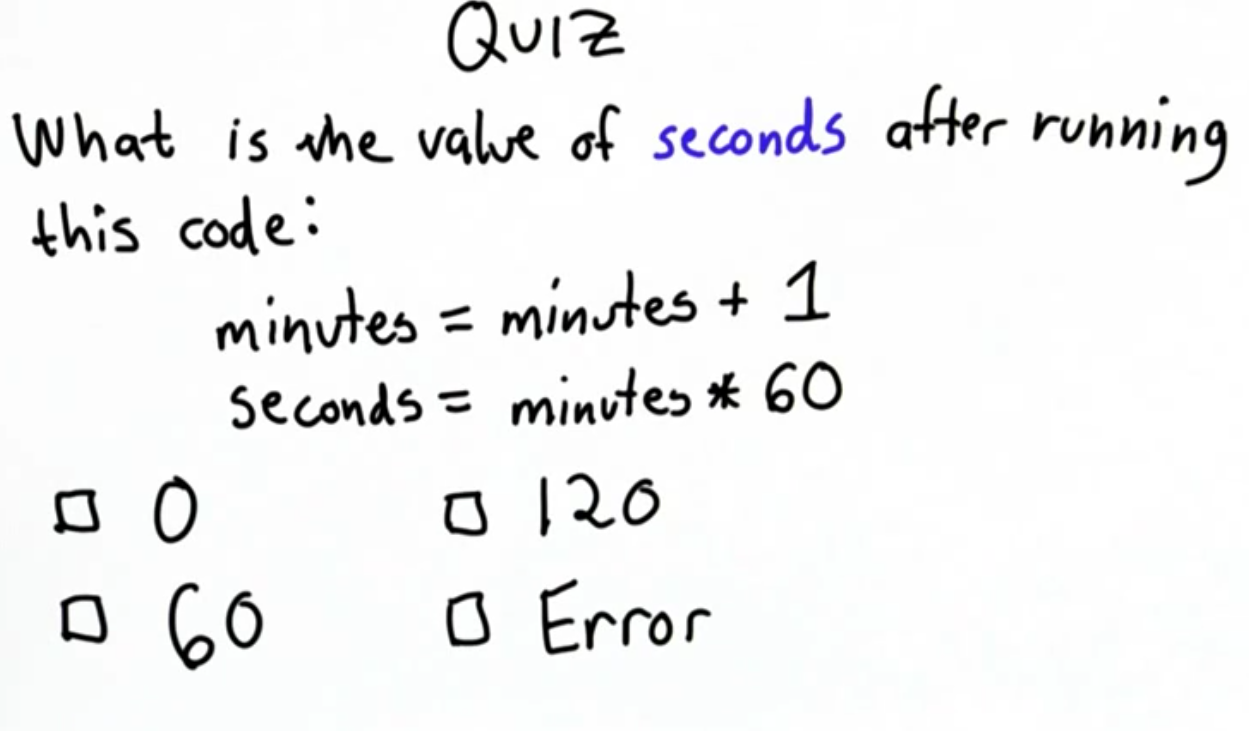 QUIZ
What is the value of seconds after running
this code:
minutes = minutes + 1
seconds = minutes * 60
0 120
60 Error